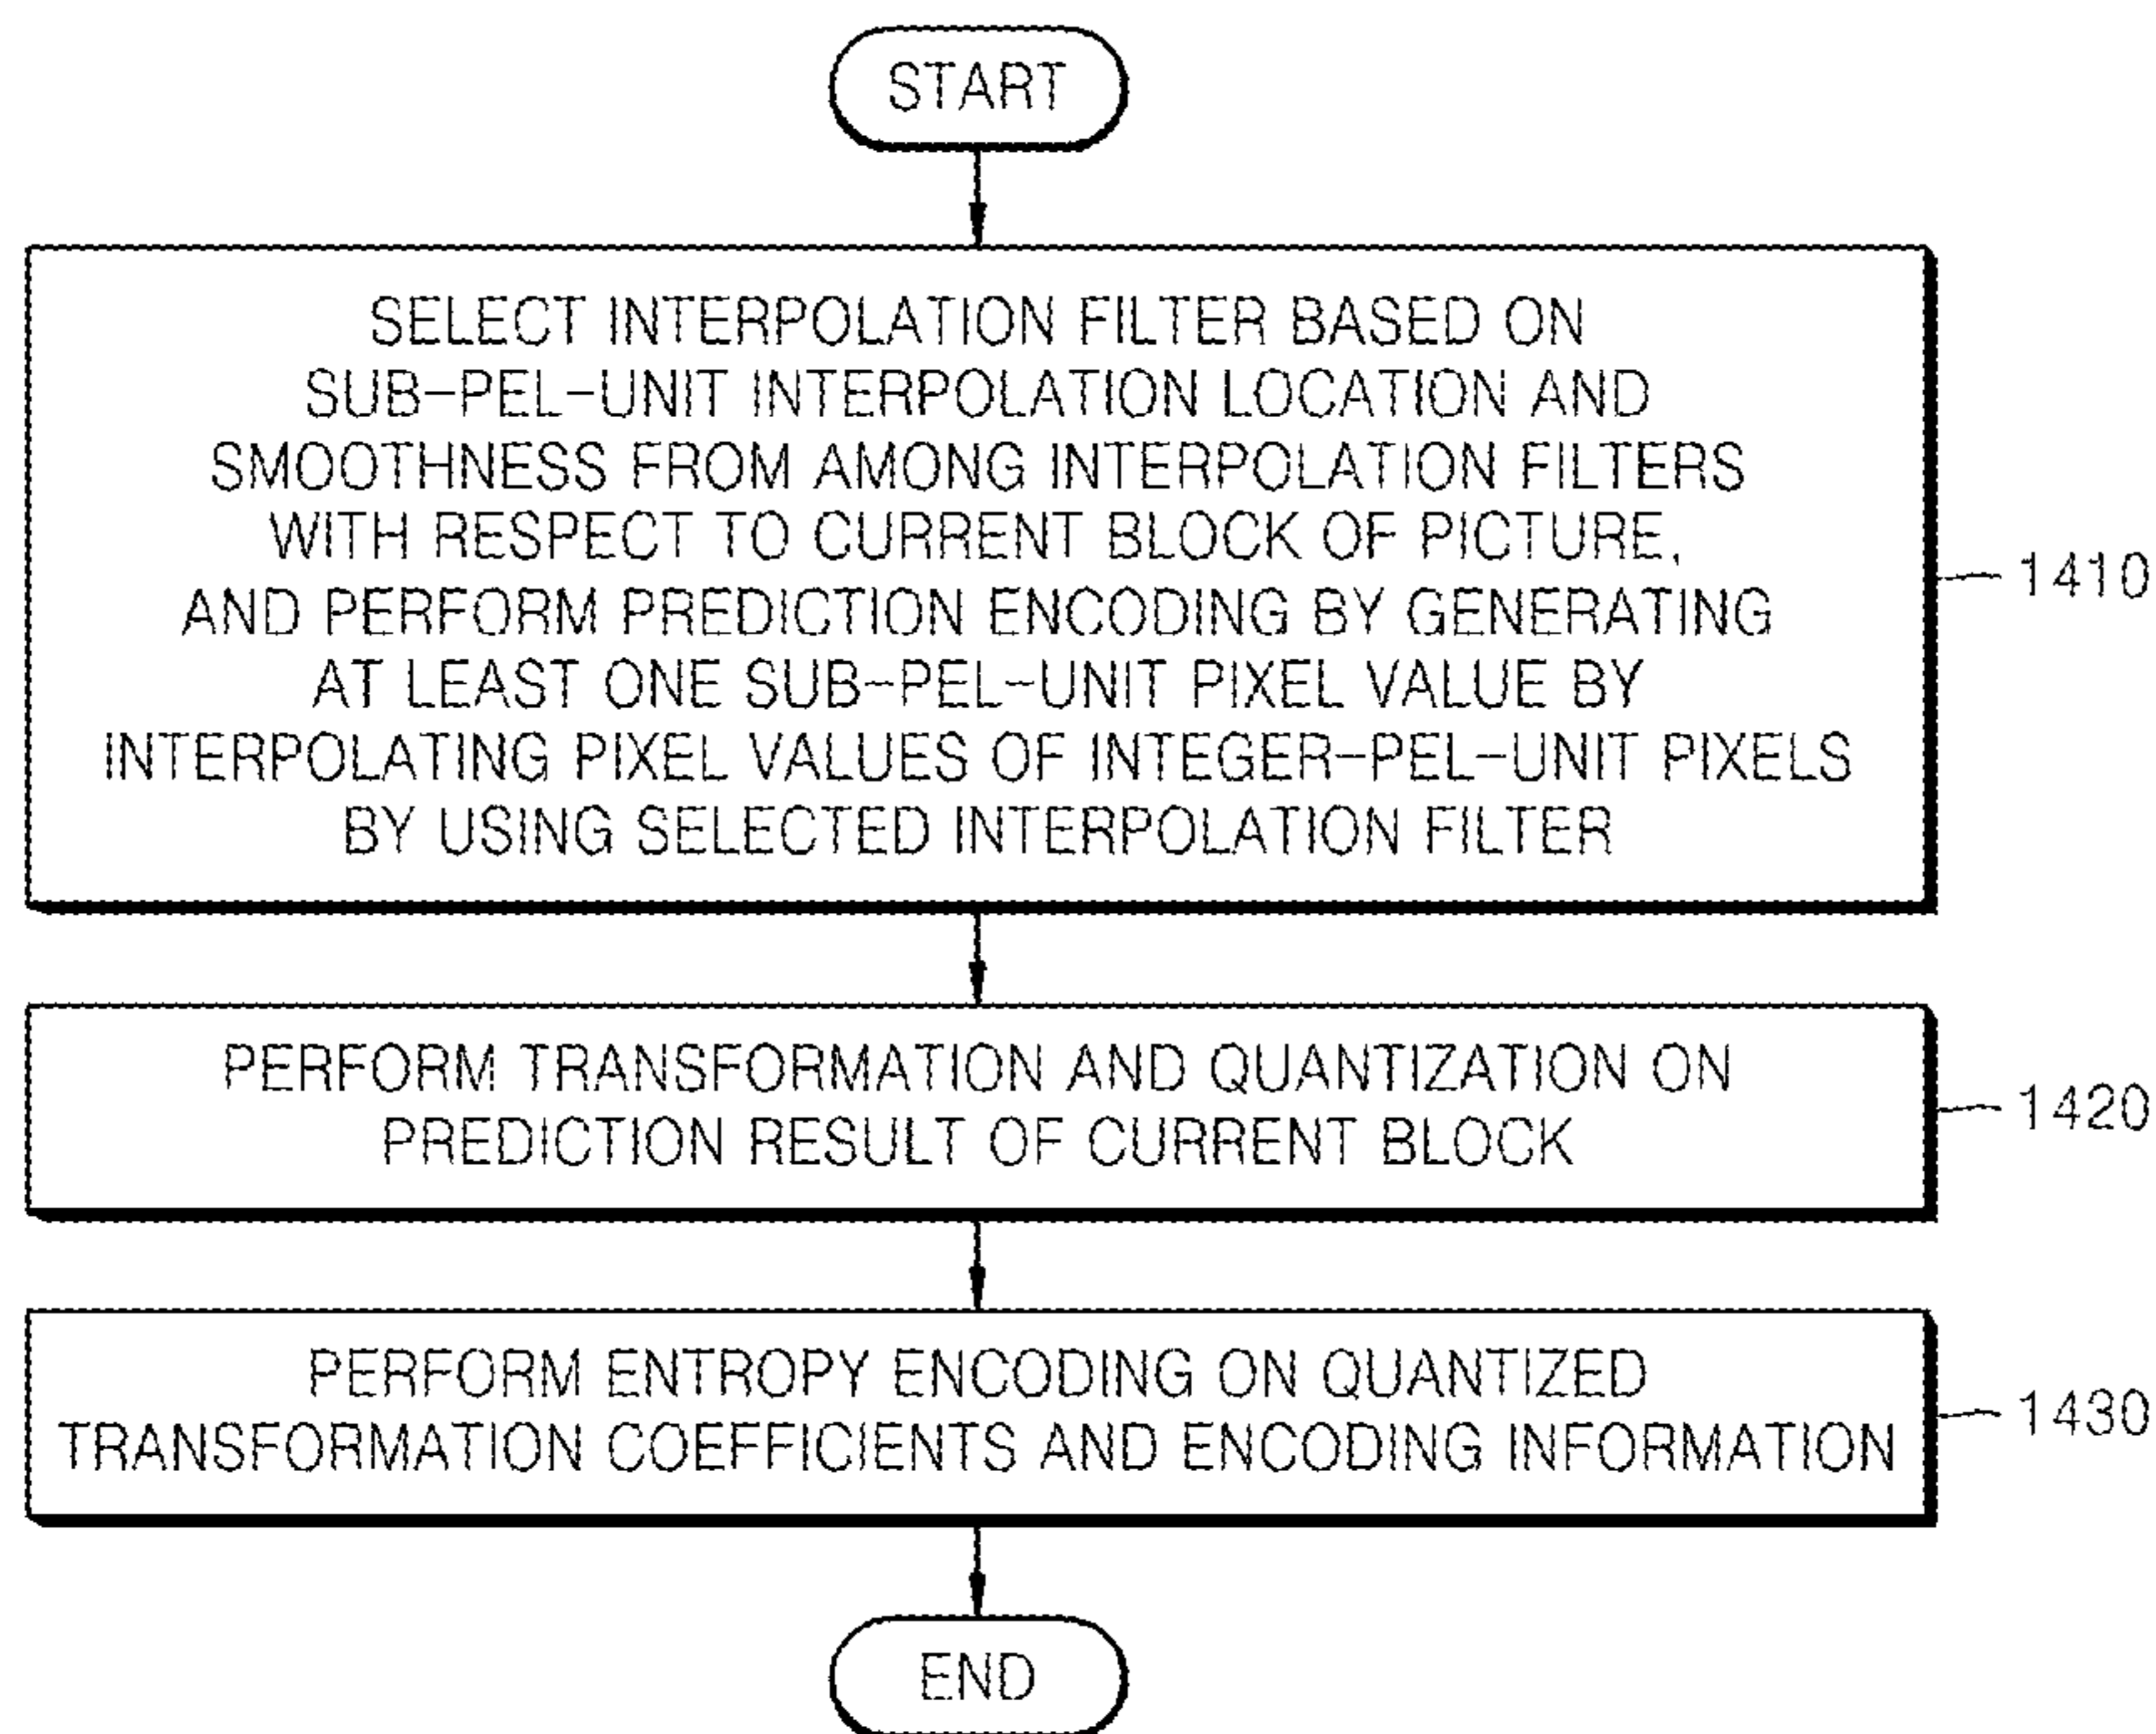 START
SELECT INTERPOLATION FILTER BASED ON
SUB-PEL-UNIT INTERPOLATION LOCATION AND
SMOOTHNESS FROM AMONG INTERPOLATION FILTERS
WITH RESPECT TO CURRENT BLOCK OF PICTURE,
AND PERFORM PREDICTION ENCODING BY GENERATING
AT LEAST ONE SUB-PEL-UNIT PIXEL VALUE BY
INTERPOLATING PIXEL VALUES OF INTEGER-PEL-UNIT PIXELS
BY USING SELECTED INTERPOLATION FILTER
1410
PERFORM TRANSFORMATION AND QUANTIZATION ON
PREDICTION RESULT OF CURRENT BLOCK
1420
PERFORM ENTROPY ENCODING ON QUANTIZED
TRANSFORMATION COEFFICIENTS AND ENCODING INFORMATION
1430
END